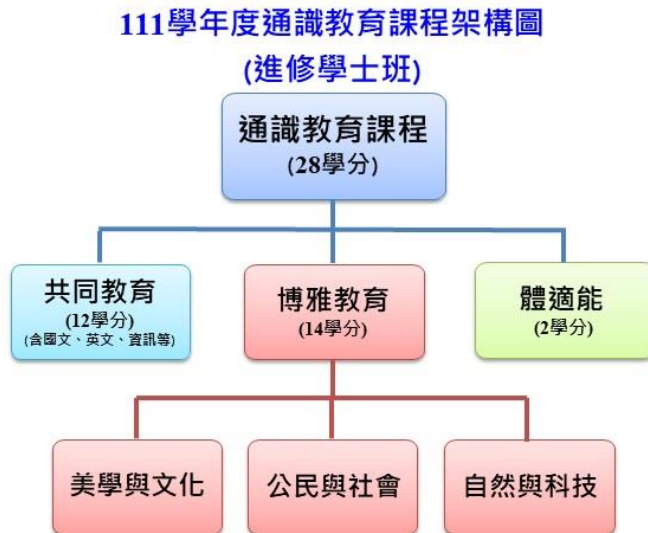 111學年度通識教育課程架構圖
(進修學士班)
通識教育課程
(28學分)
共同教育
(12學分)
(含國文、英文、資訊等)
博雅教育
(14學分)
體適能
(2學分)
美學與文化
公民與社會
自然與科技